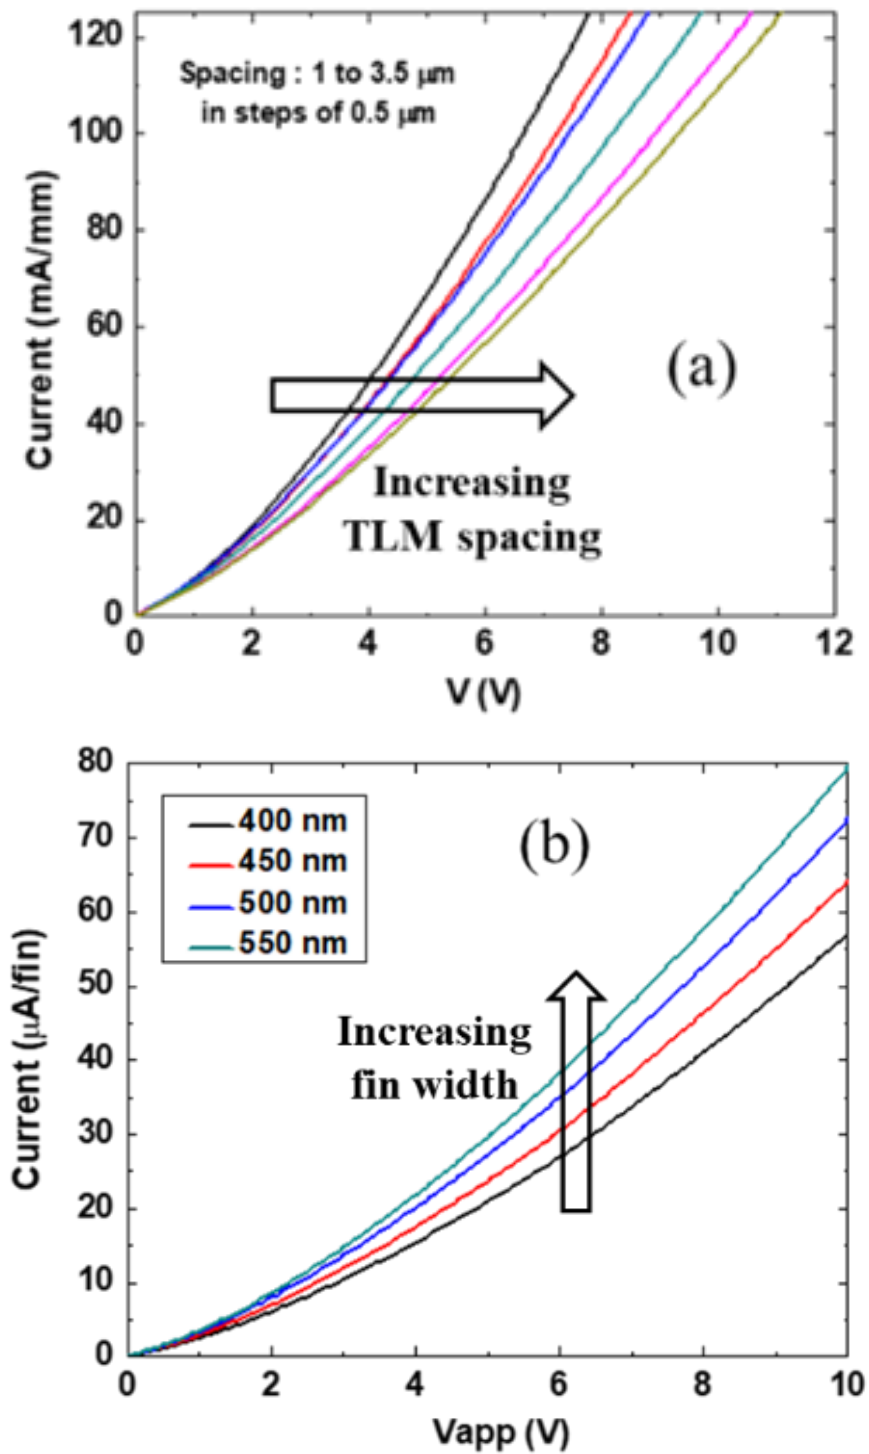 120
100
80
60
40
20
0
Current (mA/mm)
Spacing : 1 to 3.5 μm
in steps of 0.5 μm
(a)
Increasing
TLM spacing
0 2 4 6 8 10 12
V (V)
80
70
60
50
40
30
20
10
0
Current (μA/fin)
400 nm
450 nm
500 nm
550 nm
(b)
Increasing
fin width
0 2 4 6 8 10
Vapp (V)